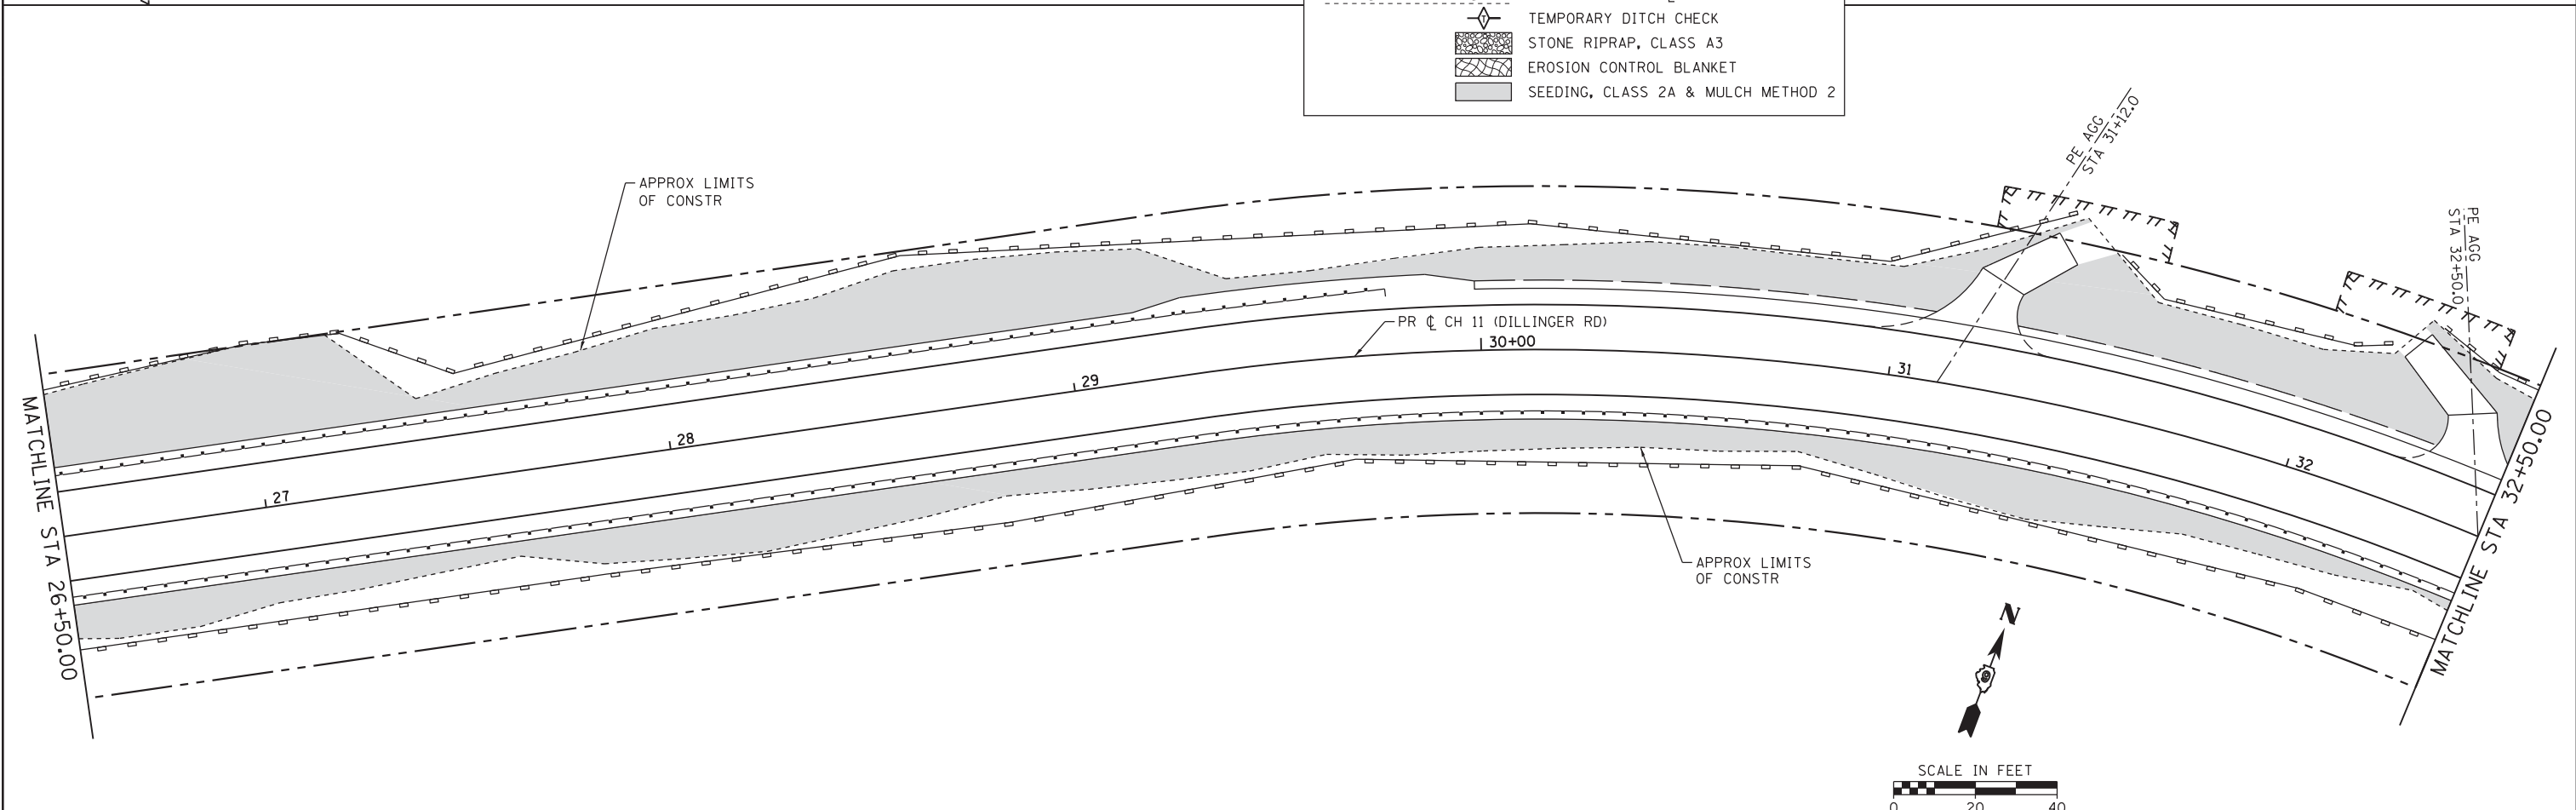 TEMPORARY DITCH CHECK
STONE RIPRAP, CLASS A3
EROSION CONTROL BLANKET
SEEDING, CLASS 2A & MULCH METHOD 2
PE AGG
STA 31+12.0
APPROX LIMITS
OF CONSTR
PE AGG
STA 32+50.0
PR ℄ CH 11 (DILLINGER RD)
30+00
31
29
28
32
27
MATCHLINE STA 26+50.00
MATCHLINE STA 32+50.00
APPROX LIMITS
OF CONSTR
N
SCALE IN FEET
0 20 40